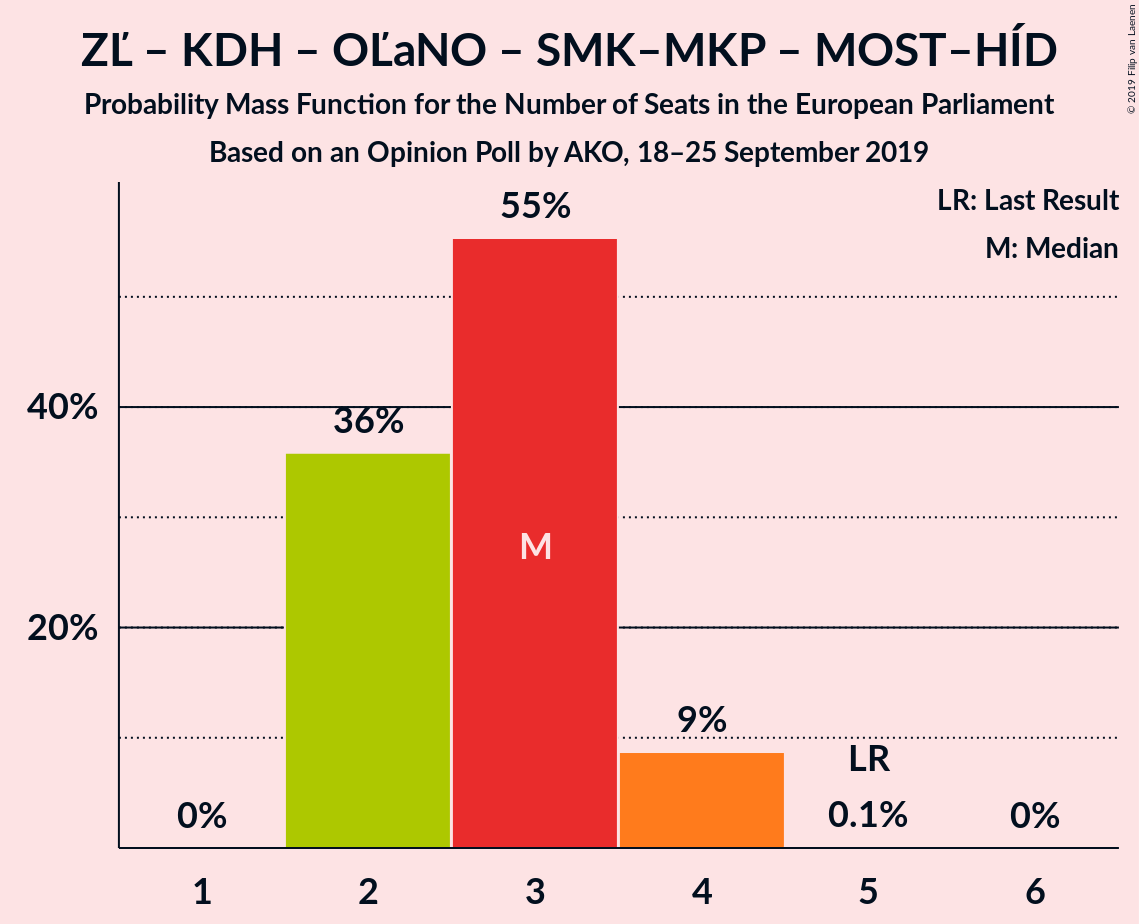 ZĽ – KDH – OĽaNO – SMK–MKP – MOST–HÍD
Probability Mass Function for the Number of Seats in the European Parliament
Based on an Opinion Poll by AKO, 18–25 September 2019
© 2019 Filip van Laenen
LR: Last Result
M: Median
55%
40%
36%
M
20%
9%
LR
0%
0.1%
0%
1
2
3
4
5
6